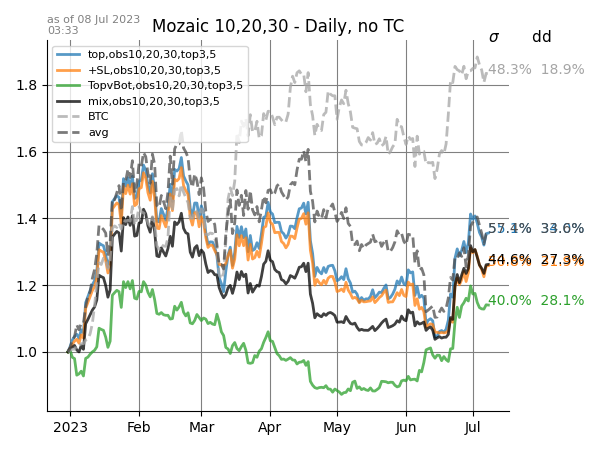 as of 08 Jul 2023
03:33
Mozaic 10,20,30 - Daily, no TC
σ dd
top,obs10,20,30,top3,5
+SL,obs10,20,30,top3,5
TopvBot,obs10,20,30,top3,5
mix,obs10,20,30,top3,5
BTC
avg
48.3% 18.9%
44.6% 27.3%
40.0% 28.1%
1.8
1.6
1.4
1.2
1.0
2023 Feb Mar Apr May Jun Jul